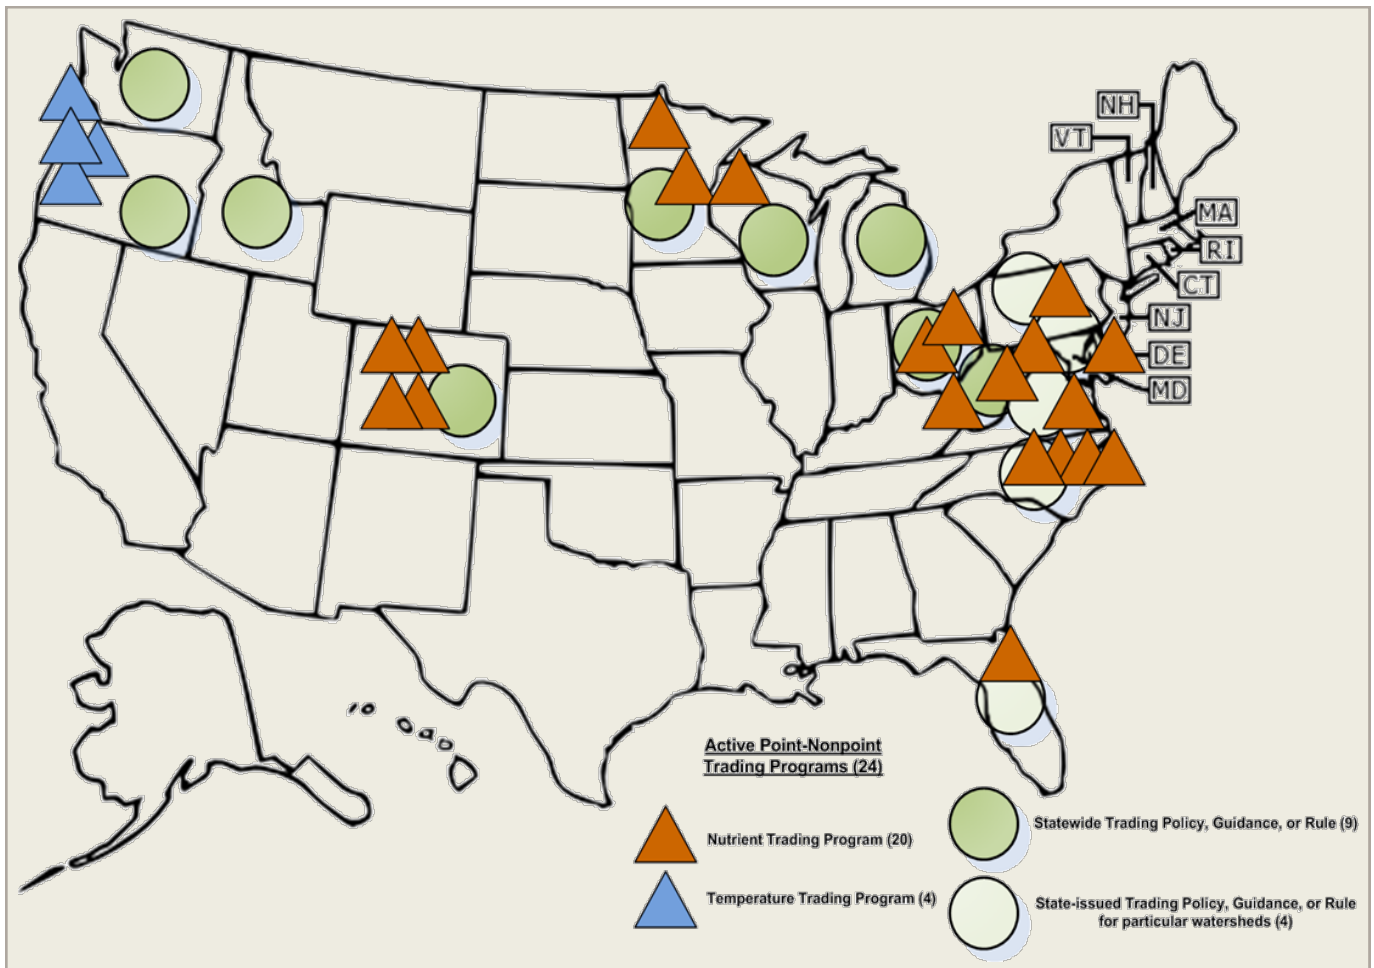 NH
VT
MA
RI
CT
NJ
DE
MD
Active Point-Nonpoint
Trading Programs (24)
Nutrient Trading Program (20)
Temperature Trading Program (4)
Statewide Trading Policy, Guidance, or Rule (9)
State-issued Trading Policy, Guidance, or Rule
for particular watersheds (4)